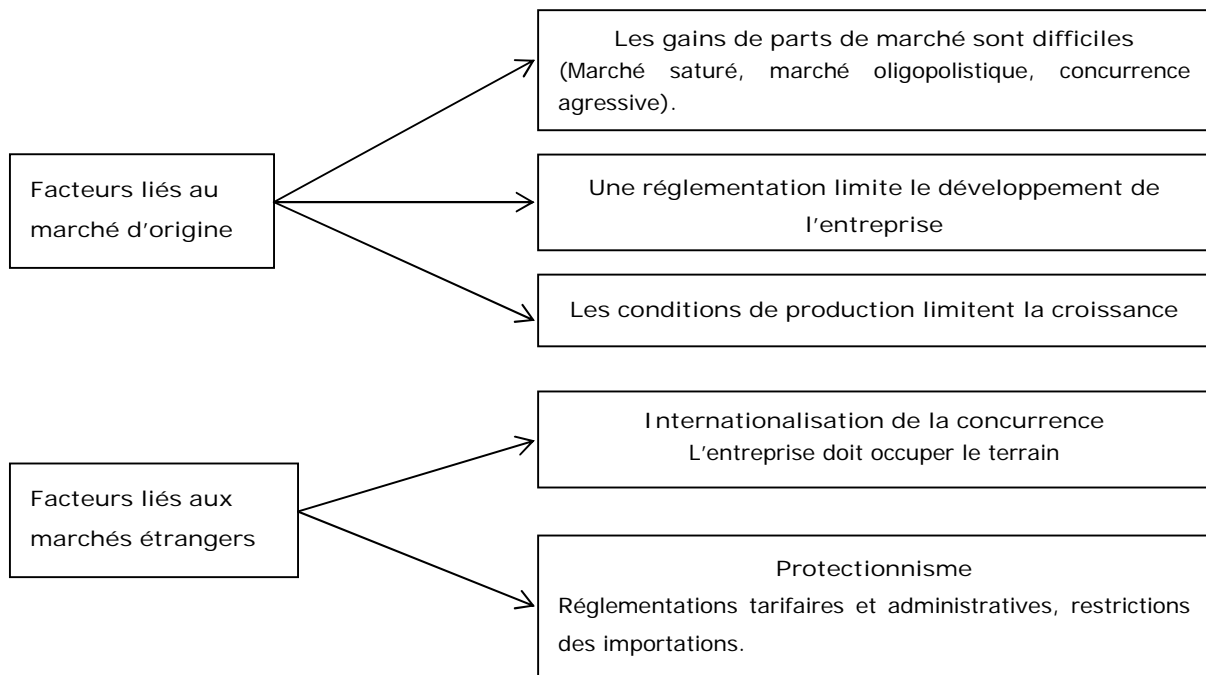 Les gains de parts de marché sont difficiles
(Marché saturé, marché oligopolistique, concurrence
agressive).
Facteurs liés au
marché d'origine
Une réglementation limite le développement de
l'entreprise
Les conditions de production limitent la croissance
Internationalisation de la concurrence
L'entreprise doit occuper le terrain
Facteurs liés aux
marchés étrangers
Protectionnisme
Réglementations tarifaires et administratives, restrictions
des importations.